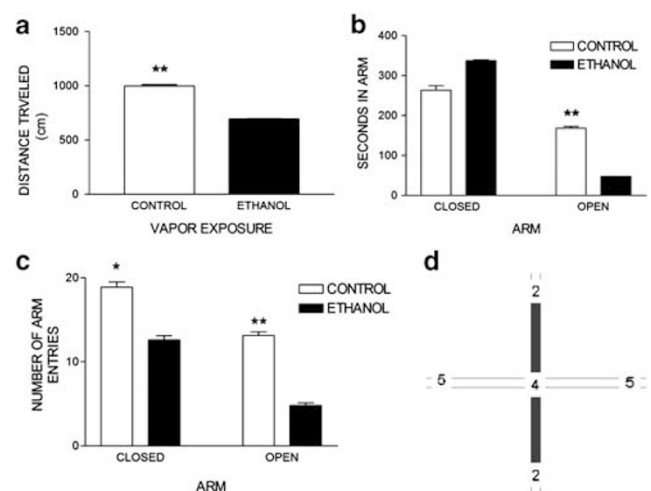 a
1500
1000
500
0
DISTANCE TRVELED
(cm)
★★
CONTROL
ETHANOL
VAPOR EXPOSURE
b
400
300
200
100
0
SECONDS IN ARM
CONTROL
ETHANOL
★★
CLOSED
OPEN
ARM
c
20
10
0
NUMBER OF ARM
ENTRIES
★
★★
CONTROL
ETHANOL
CLOSED
OPEN
ARM
d
2
5 4 5
2